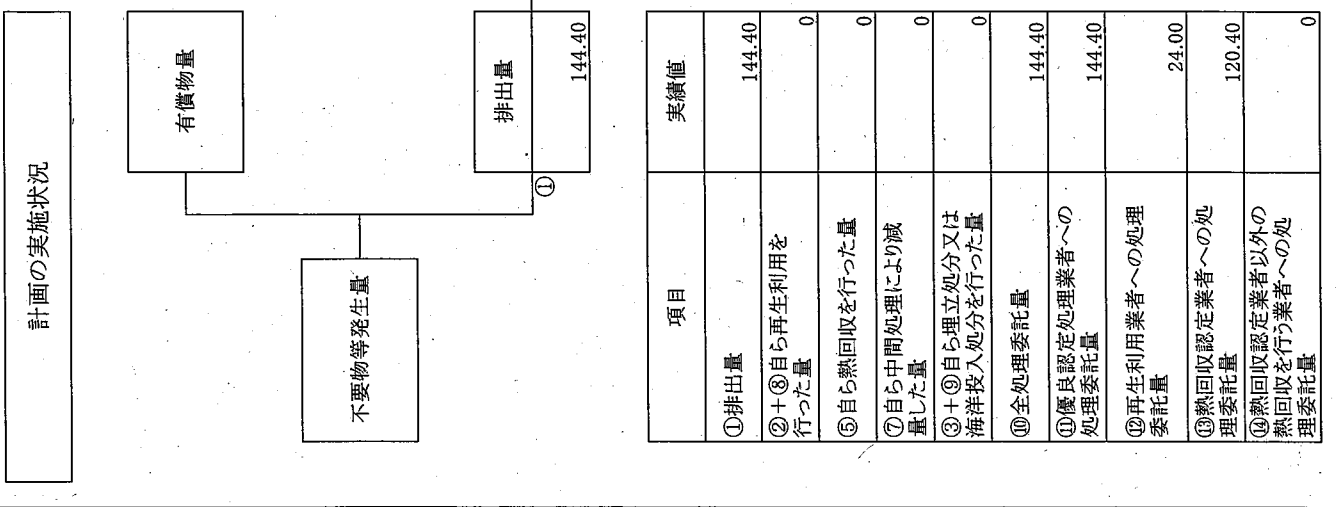 計画の実施状況
有償物量
不要物等発生量
排出量
①
144.40
項目
実績値
①排出量
144.40
②+⑧自ら再生利用を
行った量
0
⑤自ら熱回収を行った量
0
⑦自ら中間処理により減
量した量
0
③+⑨自ら埋立処分又は
海洋投入処分を行った量
0
⑩全処理委託量
144.40
⑪優良認定処理業者への
処理委託量
144.40
⑫再生利用業者への処理
委託量
24.00
⑬熱回収認定業者への処
理委託量
120.40
⑭熱回収認定業者以外の
熱回収を行う業者への処
理委託量
0